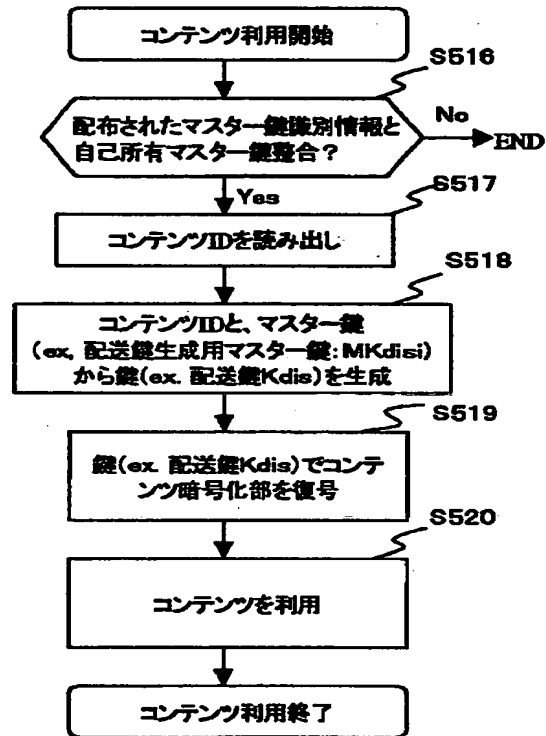 コンテンツ利用開始
S516
配布されたマスター鍵識別情報と
自己所有マスター鍵整合？
No
END
Yes
S517
コンテンツIDを読み出し
S518
コンテンツIDと、マスター鍵
(ex, 配送鍵生成用マスター鍵:MKdisi)
から鍵(ex. 配送鍵Kdis)を生成
S519
鍵(ex. 配送鍵Kdis)でコンテ
ンツ暗号化部を復号
S520
コンテンツを利用
コンテンツ利用終了